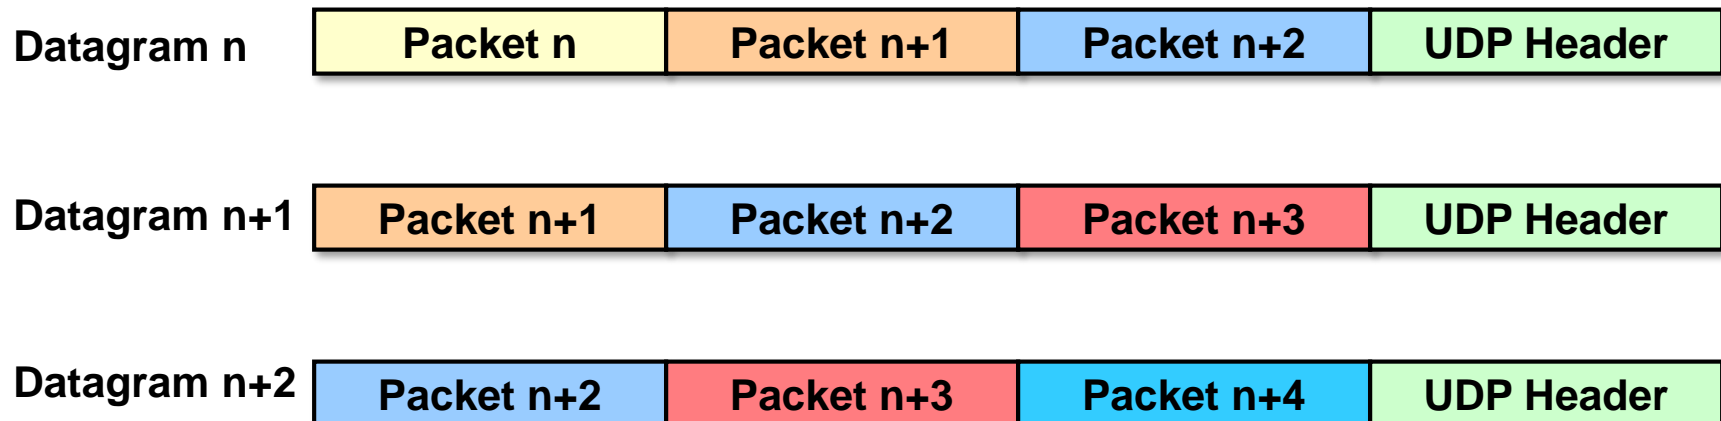 Datagram n Packet n Packet n+1 Packet n+2 UDP Header
Datagram n+1 Packet n+1 Packet n+2 Packet n+3 UDP Header
Datagram n+2 Packet n+2 Packet n+3 Packet n+4 UDP Header